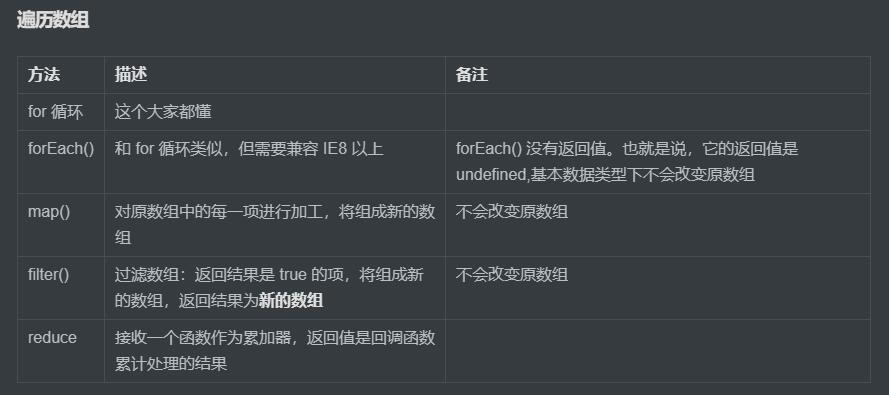 遍历数组
方法 描述 备注
for 循环 这个大家都懂
forEach() 和 for 循环类似，但需要兼容 IE8 以上 forEach() 没有返回值。也就是说，它的返回值是
undefined,基本数据类型下不会改变原数组
map() 对原数组中的每一项进行加工，将组成新的数 不会改变原数组
组
filter() 过滤数组：返回结果是 true 的项，将组成新 不会改变原数组
的数组，返回结果为新的数组
reduce 接收一个函数作为累加器，返回值是回调函数
累计处理的结果